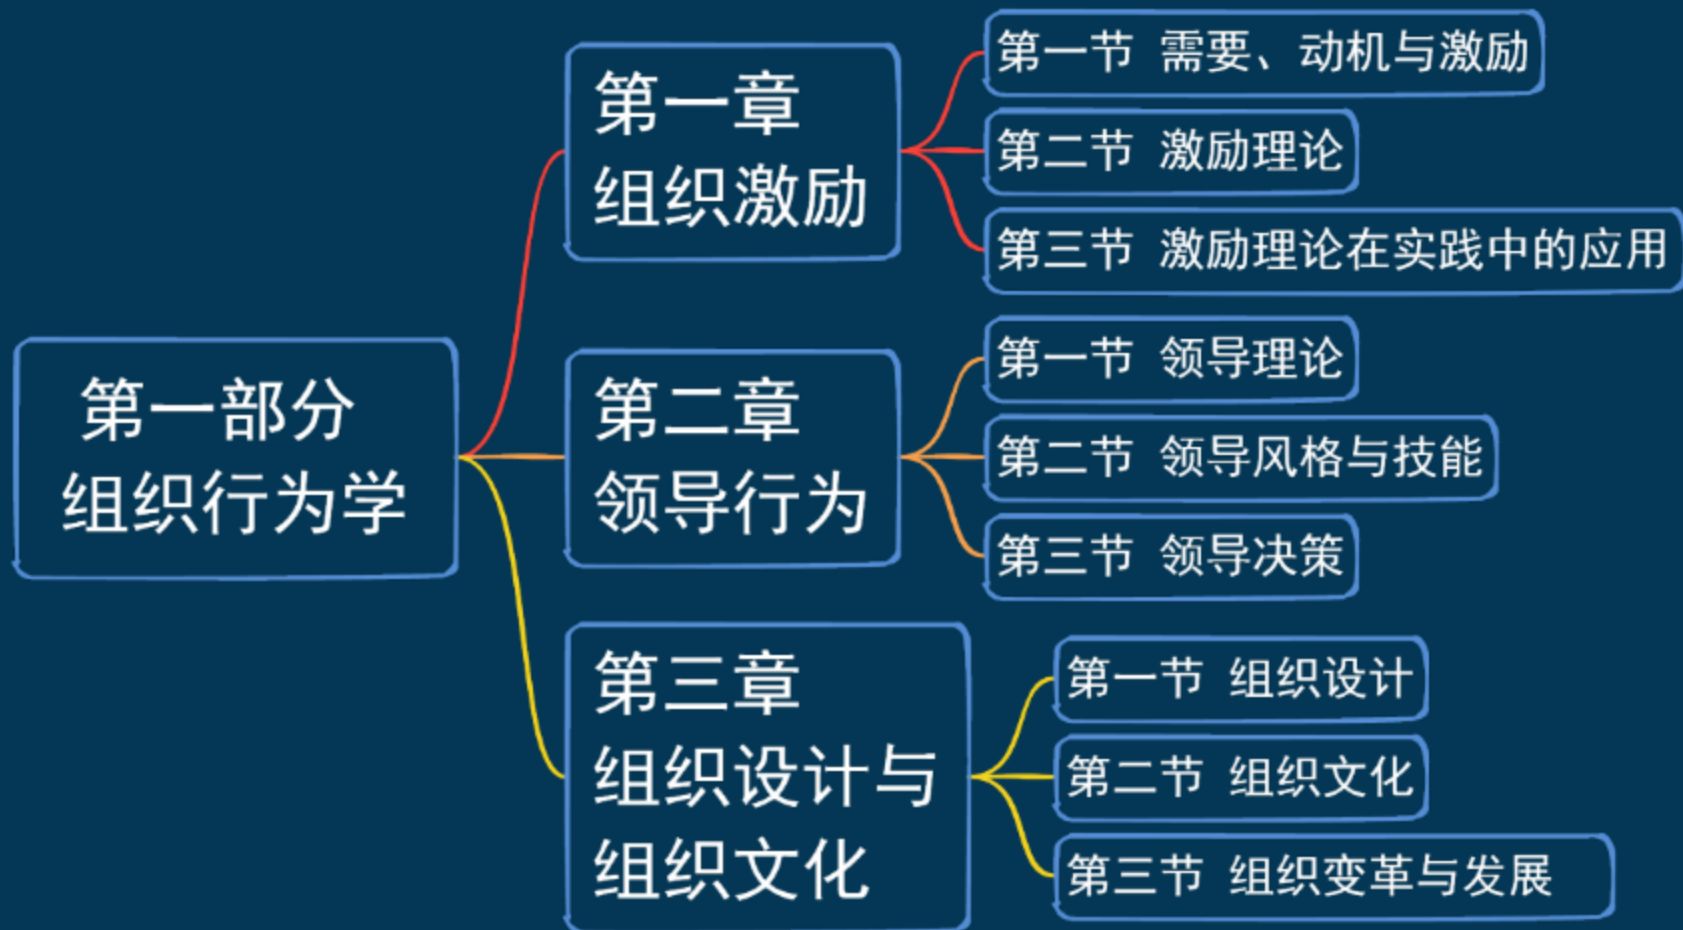 第一部分
组织行为学
第一章
组织激励
第一节 需要、动机与激励
第二节 激励理论
第三节 激励理论在实践中的应用
第二章
领导行为
第一节 领导理论
第二节 领导风格与技能
第三节 领导决策
第三章
组织设计与
组织文化
第一节 组织设计
第二节 组织文化
第三节 组织变革与发展